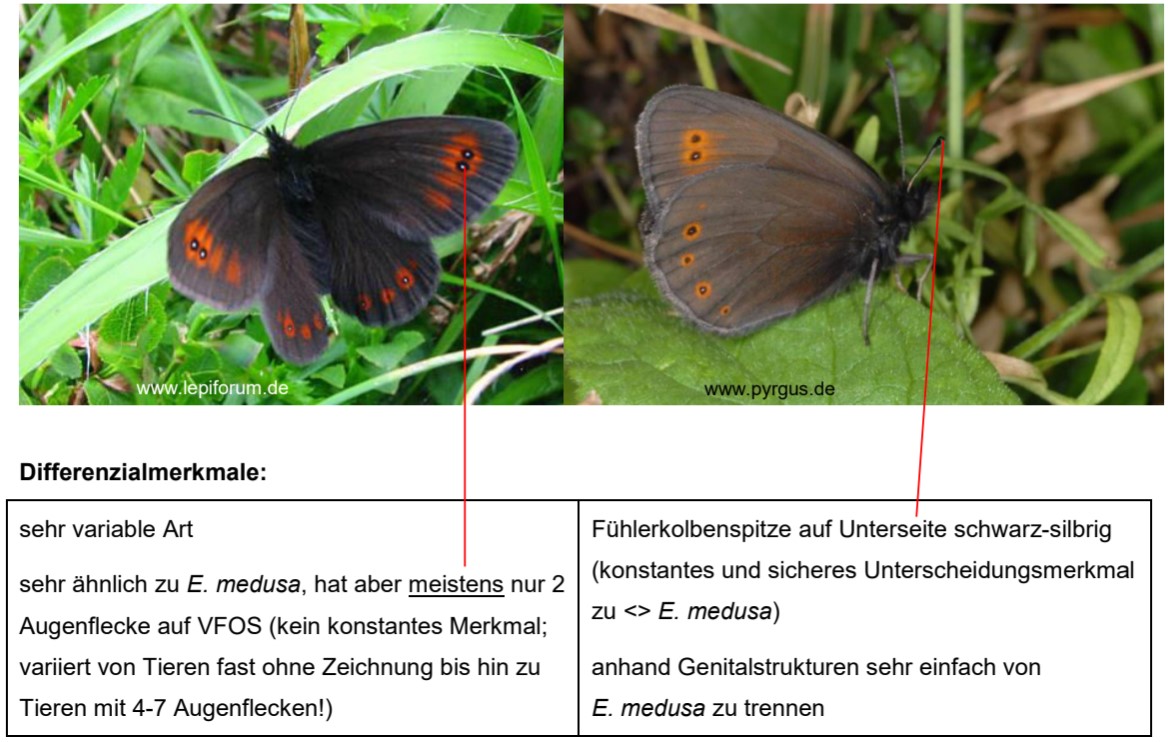 www.lepiforum.de
www.pyrgus.de
Differenzialmerkmale:
sehr variable Art
sehr ähnlich zu E. medusa, hat aber meistens nur 2
Augenflecke auf VFOS (kein konstantes Merkmal;
variiert von Tieren fast ohne Zeichnung bis hin zu
Tieren mit 4-7 Augenflecken!)
Fühlerkolbenspitze auf Unterseite schwarz-silbrig
(konstantes und sicheres Unterscheidungsmerkmal
zu <> E. medusa)
anhand Genitalstrukturen sehr einfach von
E. medusa zu trennen